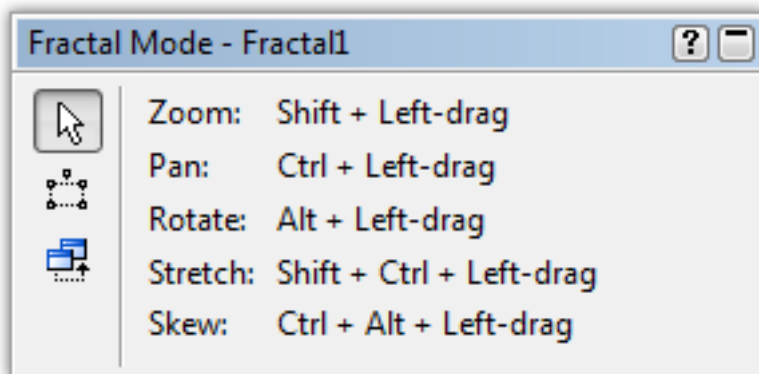 Fractal Mode - Fractal1
Zoom: Shift + Left-drag
Pan: Ctrl + Left-drag
Rotate: Alt + Left-drag
Stretch: Shift + Ctrl + Left-drag
Skew: Ctrl + Alt + Left-drag